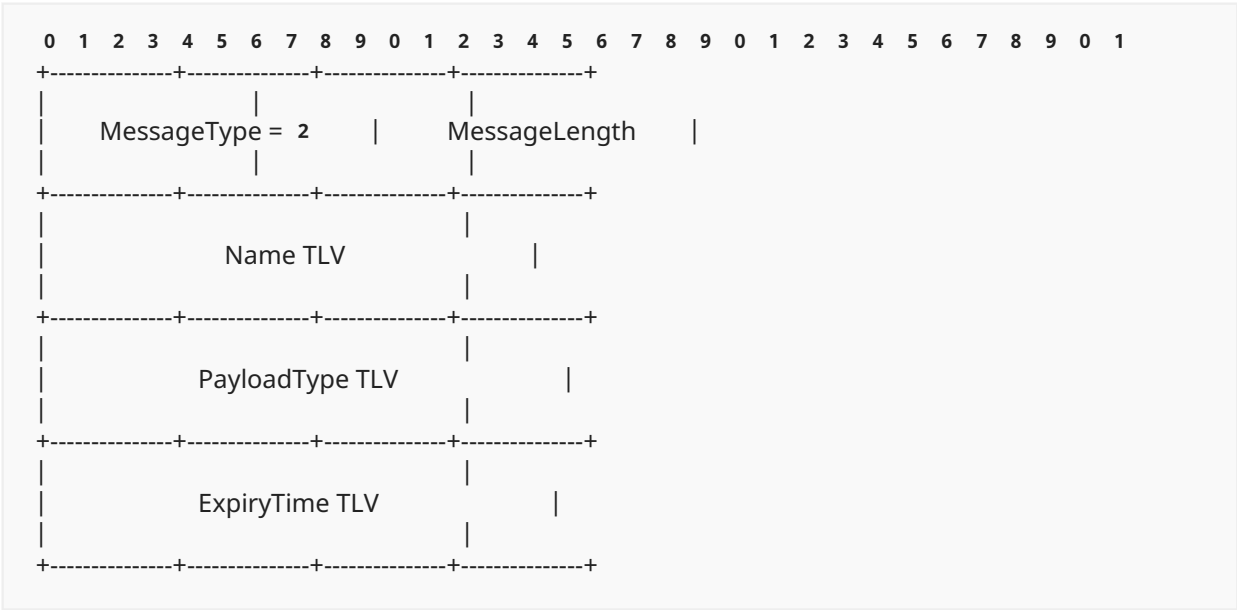 0 1 2 3 4 5 6 7 8 9 0 1 2 3 4 5 6 7 8 9 0 1 2 3 4 5 6 7 8 9 0 1
+---------------+---------------+---------------+---------------+
| | |
| MessageType = 2 | MessageLength |
| | |
+---------------+---------------+---------------+---------------+
| |
| Name TLV |
| |
+---------------+---------------+---------------+---------------+
| |
| PayloadType TLV |
| |
+---------------+---------------+---------------+---------------+
| |
| ExpiryTime TLV |
| |
+---------------+---------------+---------------+---------------+